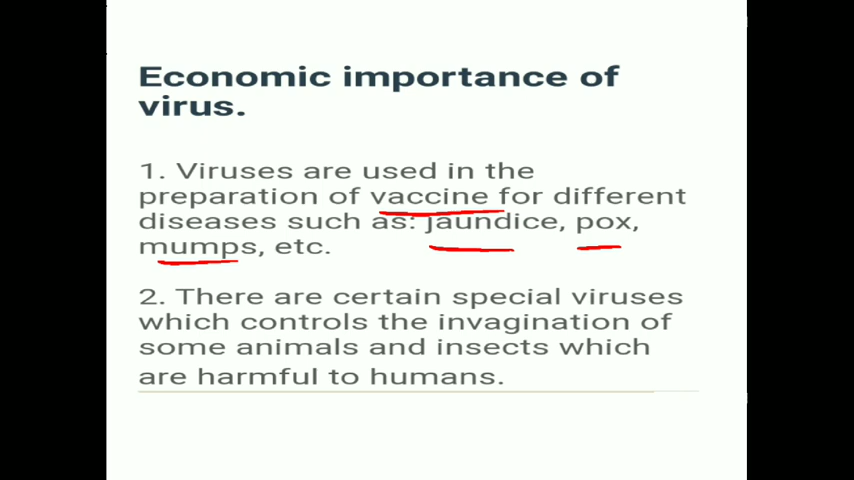 Economic importance of
virus.
1. Viruses are used in the
preparation of vaccine for different
diseases such as: jaundice, pox,
mumps, etc.
2. There are certain special viruses
which controls the invagination of
some animals and insects which
are harmful to humans.